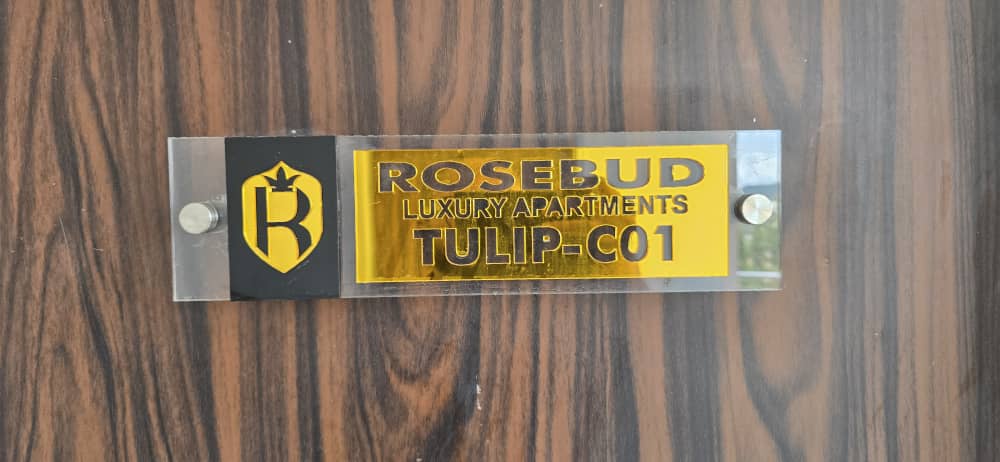 R
ROSEBUD
LUXURY APARTMENTS
TULIP-C01